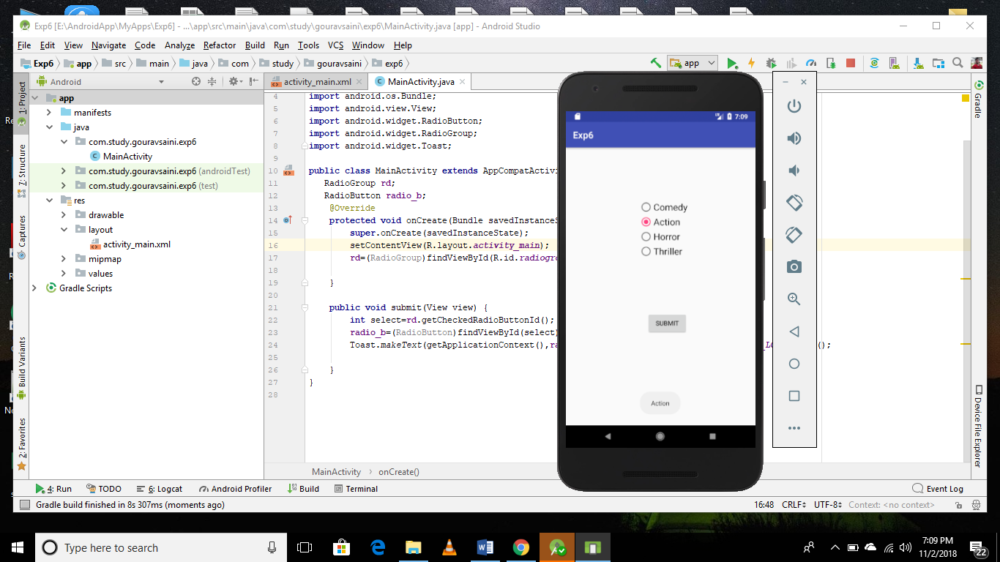 Exp6 [E:\AndroidApp\MyApps\Exp6] - ...\app\src\main\java\com\study\gouravsaini\exp6\MainActivity.java [app] - Android Studio
File Edit View Navigate Code Analyze Refactor Build Run Tools VCS Window Help
Exp6 app src main java com study gouravsaini exp6
app
Android
activity_main.xml
MainActivity.java
1: Project
7: Structure
Captures
Build Variants
2: Favorites
app
manifests
java
com.study.gouravsaini.exp6
MainActivity
com.study.gouravsaini.exp6 (androidTest)
com.study.gouravsaini.exp6 (test)
res
drawable
layout
activity_main.xml
mipmap
values
Gradle Scripts
4 import android.os.Bundle;
5 import android.view.View;
6 import android.widget.RadioButton;
7 import android.widget.RadioGroup;
8 import android.widget.Toast;
9
10 public class MainActivity extends AppCompatActivi
11 RadioGroup rd;
12 RadioButton radio_b;
13 @Override
14 protected void onCreate(Bundle savedInstanceS
15 super.onCreate(savedInstanceState);
16 setContentView(R.layout.activity_main);
17 rd=(RadioGroup)findViewById(R.id.radiogro
18
19 }
20
21 public void submit(View view) {
22 int select=rd.getCheckedRadioButtonId();
23 radio_b=(RadioButton)findViewById(select)
24 Toast.makeText(getApplicationContext(),ra ();
25
26 }
27 }
28
MainActivity onCreate()
7:09
Exp6
Comedy
Action
Horror
Thriller
SUBMIT
Action
Gradle
Device File Explorer
4: Run TODO 6: Logcat Android Profiler Build Terminal Event Log
Gradle build finished in 8s 307ms (moments ago)
16:48 CRLF UTF-8 Context: <no context>
Type here to search
7:09 PM
11/2/2018
22